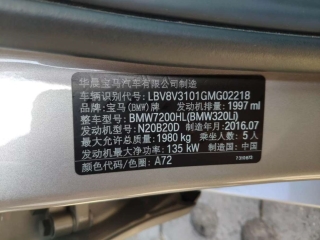 华晨宝马汽车有限公司制造
车辆识别代号: LBV8V3101GMG02218
品牌: 宝马(BMW) 发动机排量: 1997 ml
整车型号: BMW7200HL(BMW320Li)
发动机型号: N20B20D 制造年月: 2016.07
最大允许总质量: 1980 kg 乘坐人数: 5 人
发动机最大净功率: 135 kW 制造国: 中国
颜色代码/色圈: A72